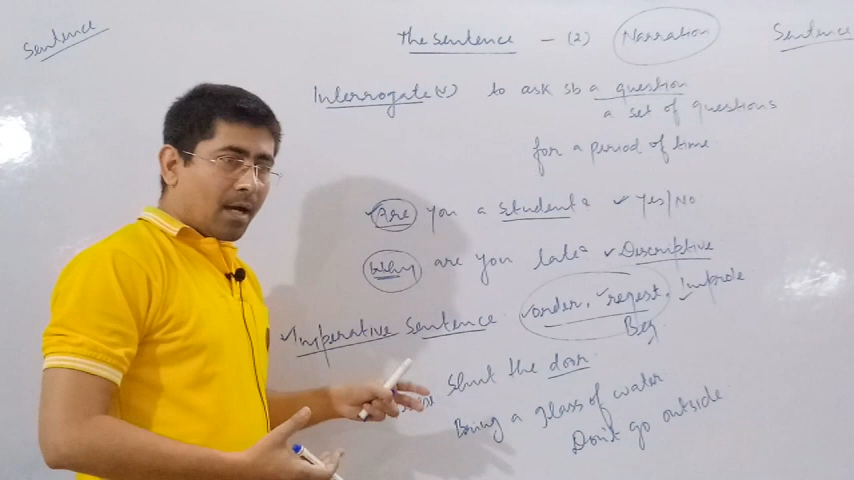 Sentence
The sentence - (2) Narration Sentence
Interrogate (v) to ask sb a question
a set of questions
for a period of time
Are you a student? ✓ Yes/No
Why are you late? ✓ Descriptive
✓ Imperative Sentence. ✓ order, ✓ reqest, ✓ Implode
Beg
Shut the door.
Bring a glass of water
Don't go outside.